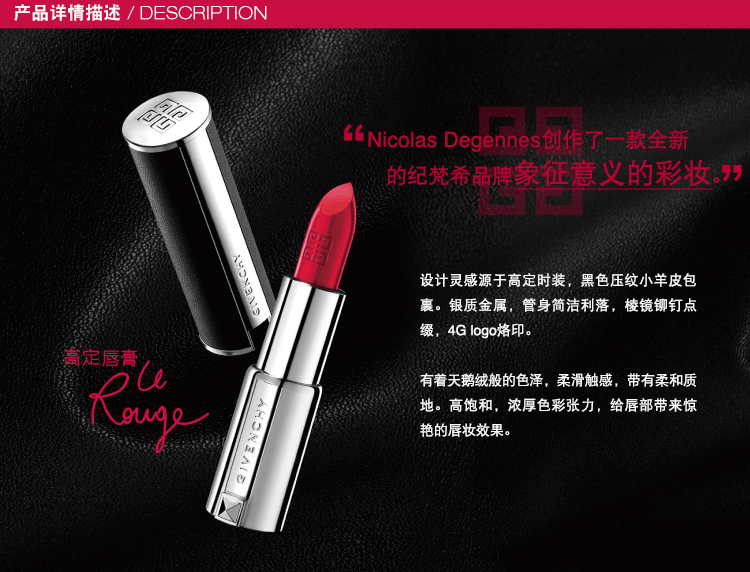 产品详情描述 / DESCRIPTION
“Nicolas Degennes创作了一款全新
的纪梵希品牌象征意义的彩妆。”
GIVENCHY
设计灵感源于高定时装，黑色压纹小羊皮包
裹。银质金属，管身简洁利落，棱镜铆钉点
缀，4G logo烙印。
高定唇膏
le
Rouge
有着天鹅绒般的色泽，柔滑触感，带有柔和质
地。高饱和，浓厚色彩张力，给唇部带来惊
艳的唇妆效果。
GIVENCHY